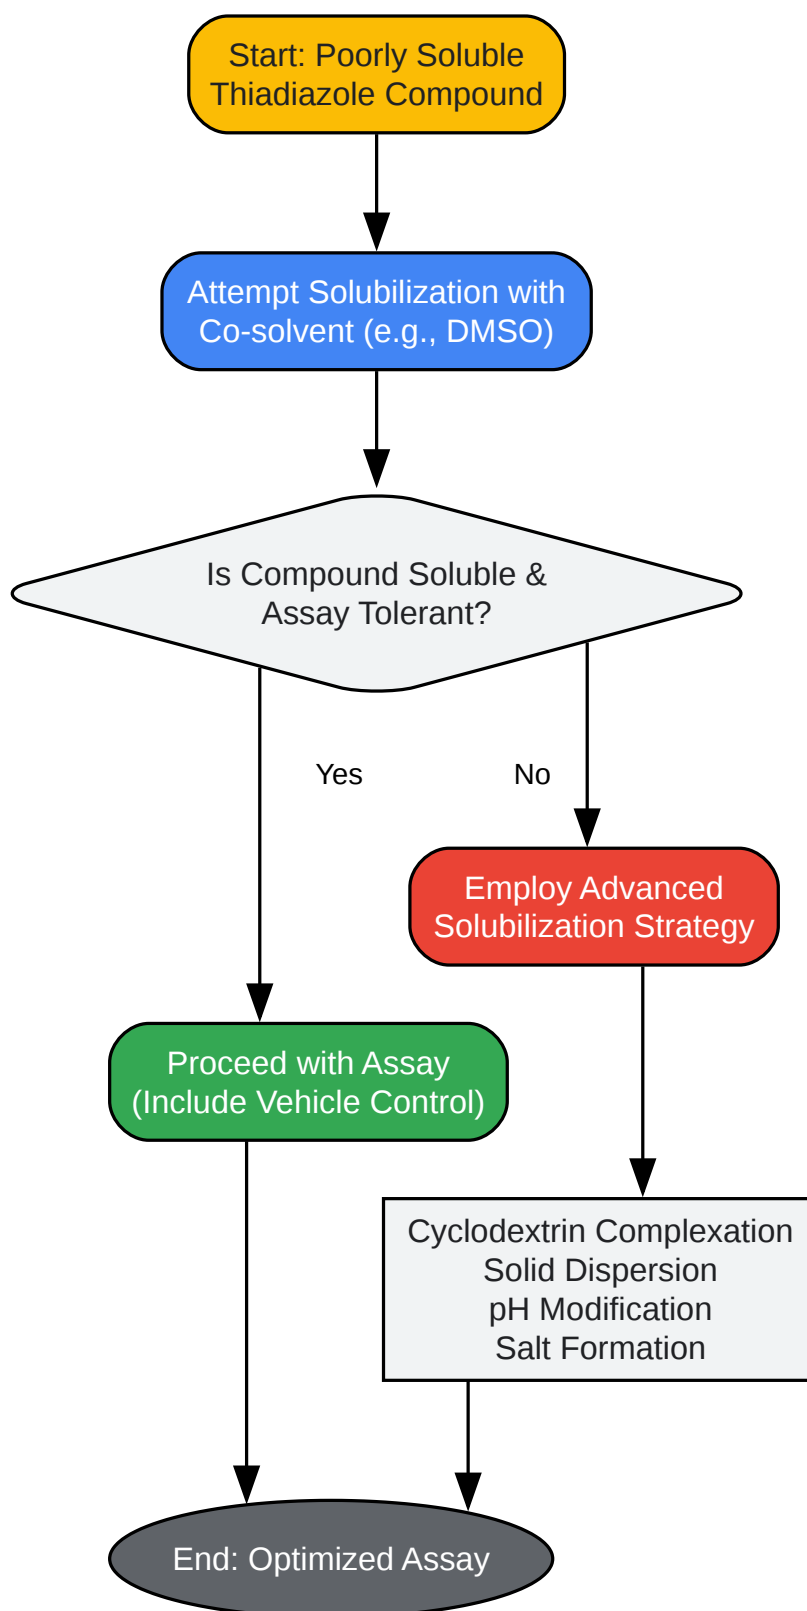 Start: Poorly Soluble
Thiadiazole Compound
Attempt Solubilization with
Co-solvent (e.g., DMSO)
Is Compound Soluble &
Assay Tolerant?
Yes
No
Employ Advanced
Solubilization Strategy
Proceed with Assay
(Include Vehicle Control)
Cyclodextrin Complexation
Solid Dispersion
pH Modification
Salt Formation
End: Optimized Assay